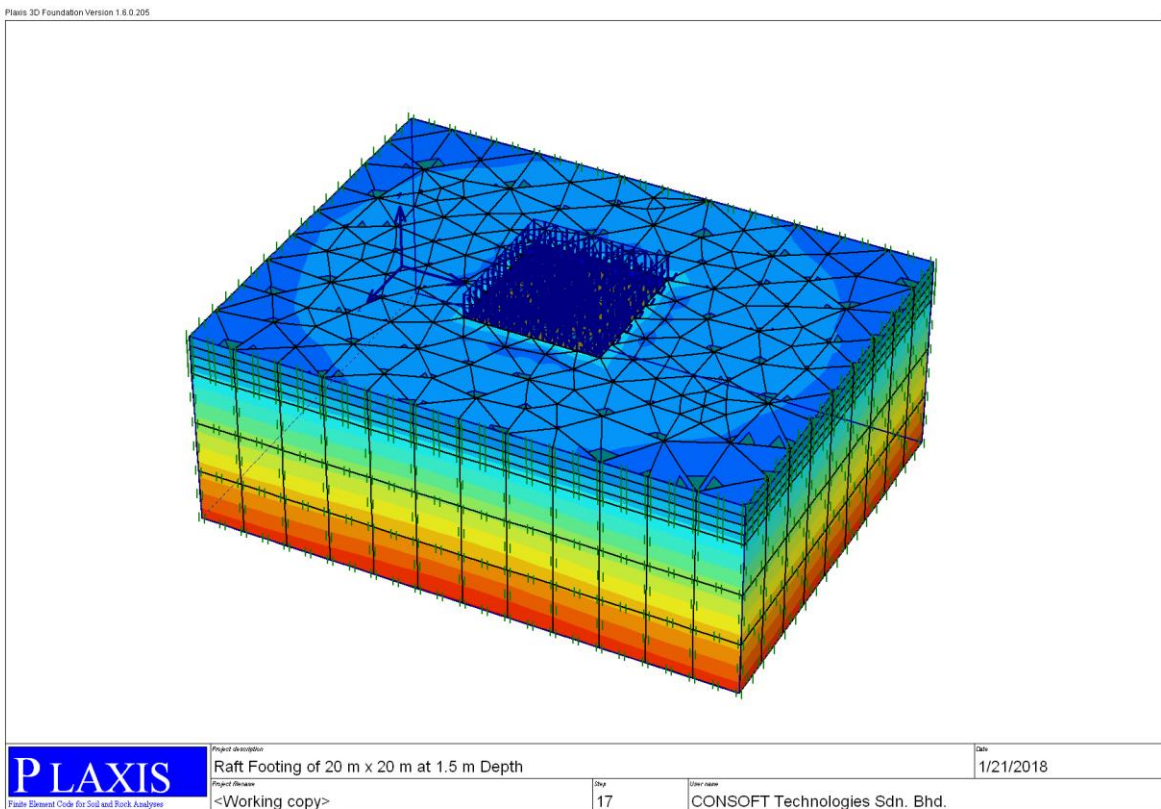 Plaxis 3D Foundation Version 1.6.0.205
PLAXIS
Finite Element Code for Soil and Rock Analyses
Project description
Raft Footing of 20 m x 20 m at 1.5 m Depth
Date
1/21/2018
Project filename
<Working copy>
Step
17
User name
CONSOFT Technologies Sdn. Bhd.